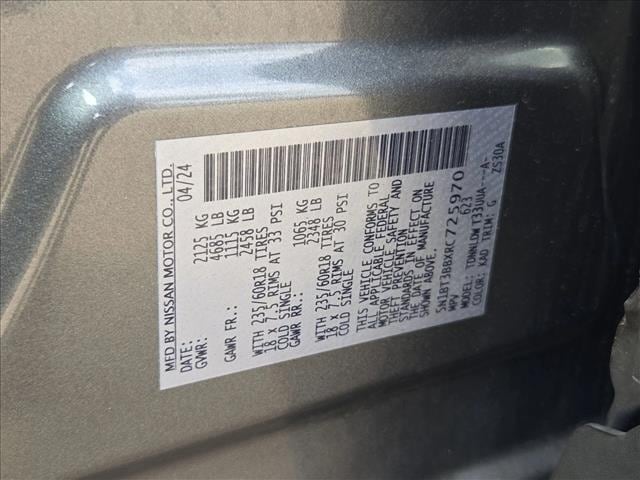 MFD BY NISSAN MOTOR CO., LTD.
DATE: 04/24
GVWR: 2125 KG
4685 LB
GAWR FR.: 1115 KG
2458 LB
WITH 235/60R18 TIRES
18 x 7.5 RIMS AT 33 PSI
COLD SINGLE
GAWR RR.: 1065 KG
2348 LB
WITH 235/60R18 TIRES
18 x 7.5 RIMS AT 30 PSI
COLD SINGLE
THIS VEHICLE CONFORMS TO
ALL APPLICABLE FEDERAL
MOTOR VEHICLE SAFETY AND
THEFT PREVENTION
STANDARDS IN EFFECT ON
THE DATE OF MANUFACTURE
SHOWN ABOVE.
5N1BT3BBXRC725970
MPV 623
MODEL: TDNNLDWT33UUA--A-
COLOR: KAD TRIM: G ZS30A